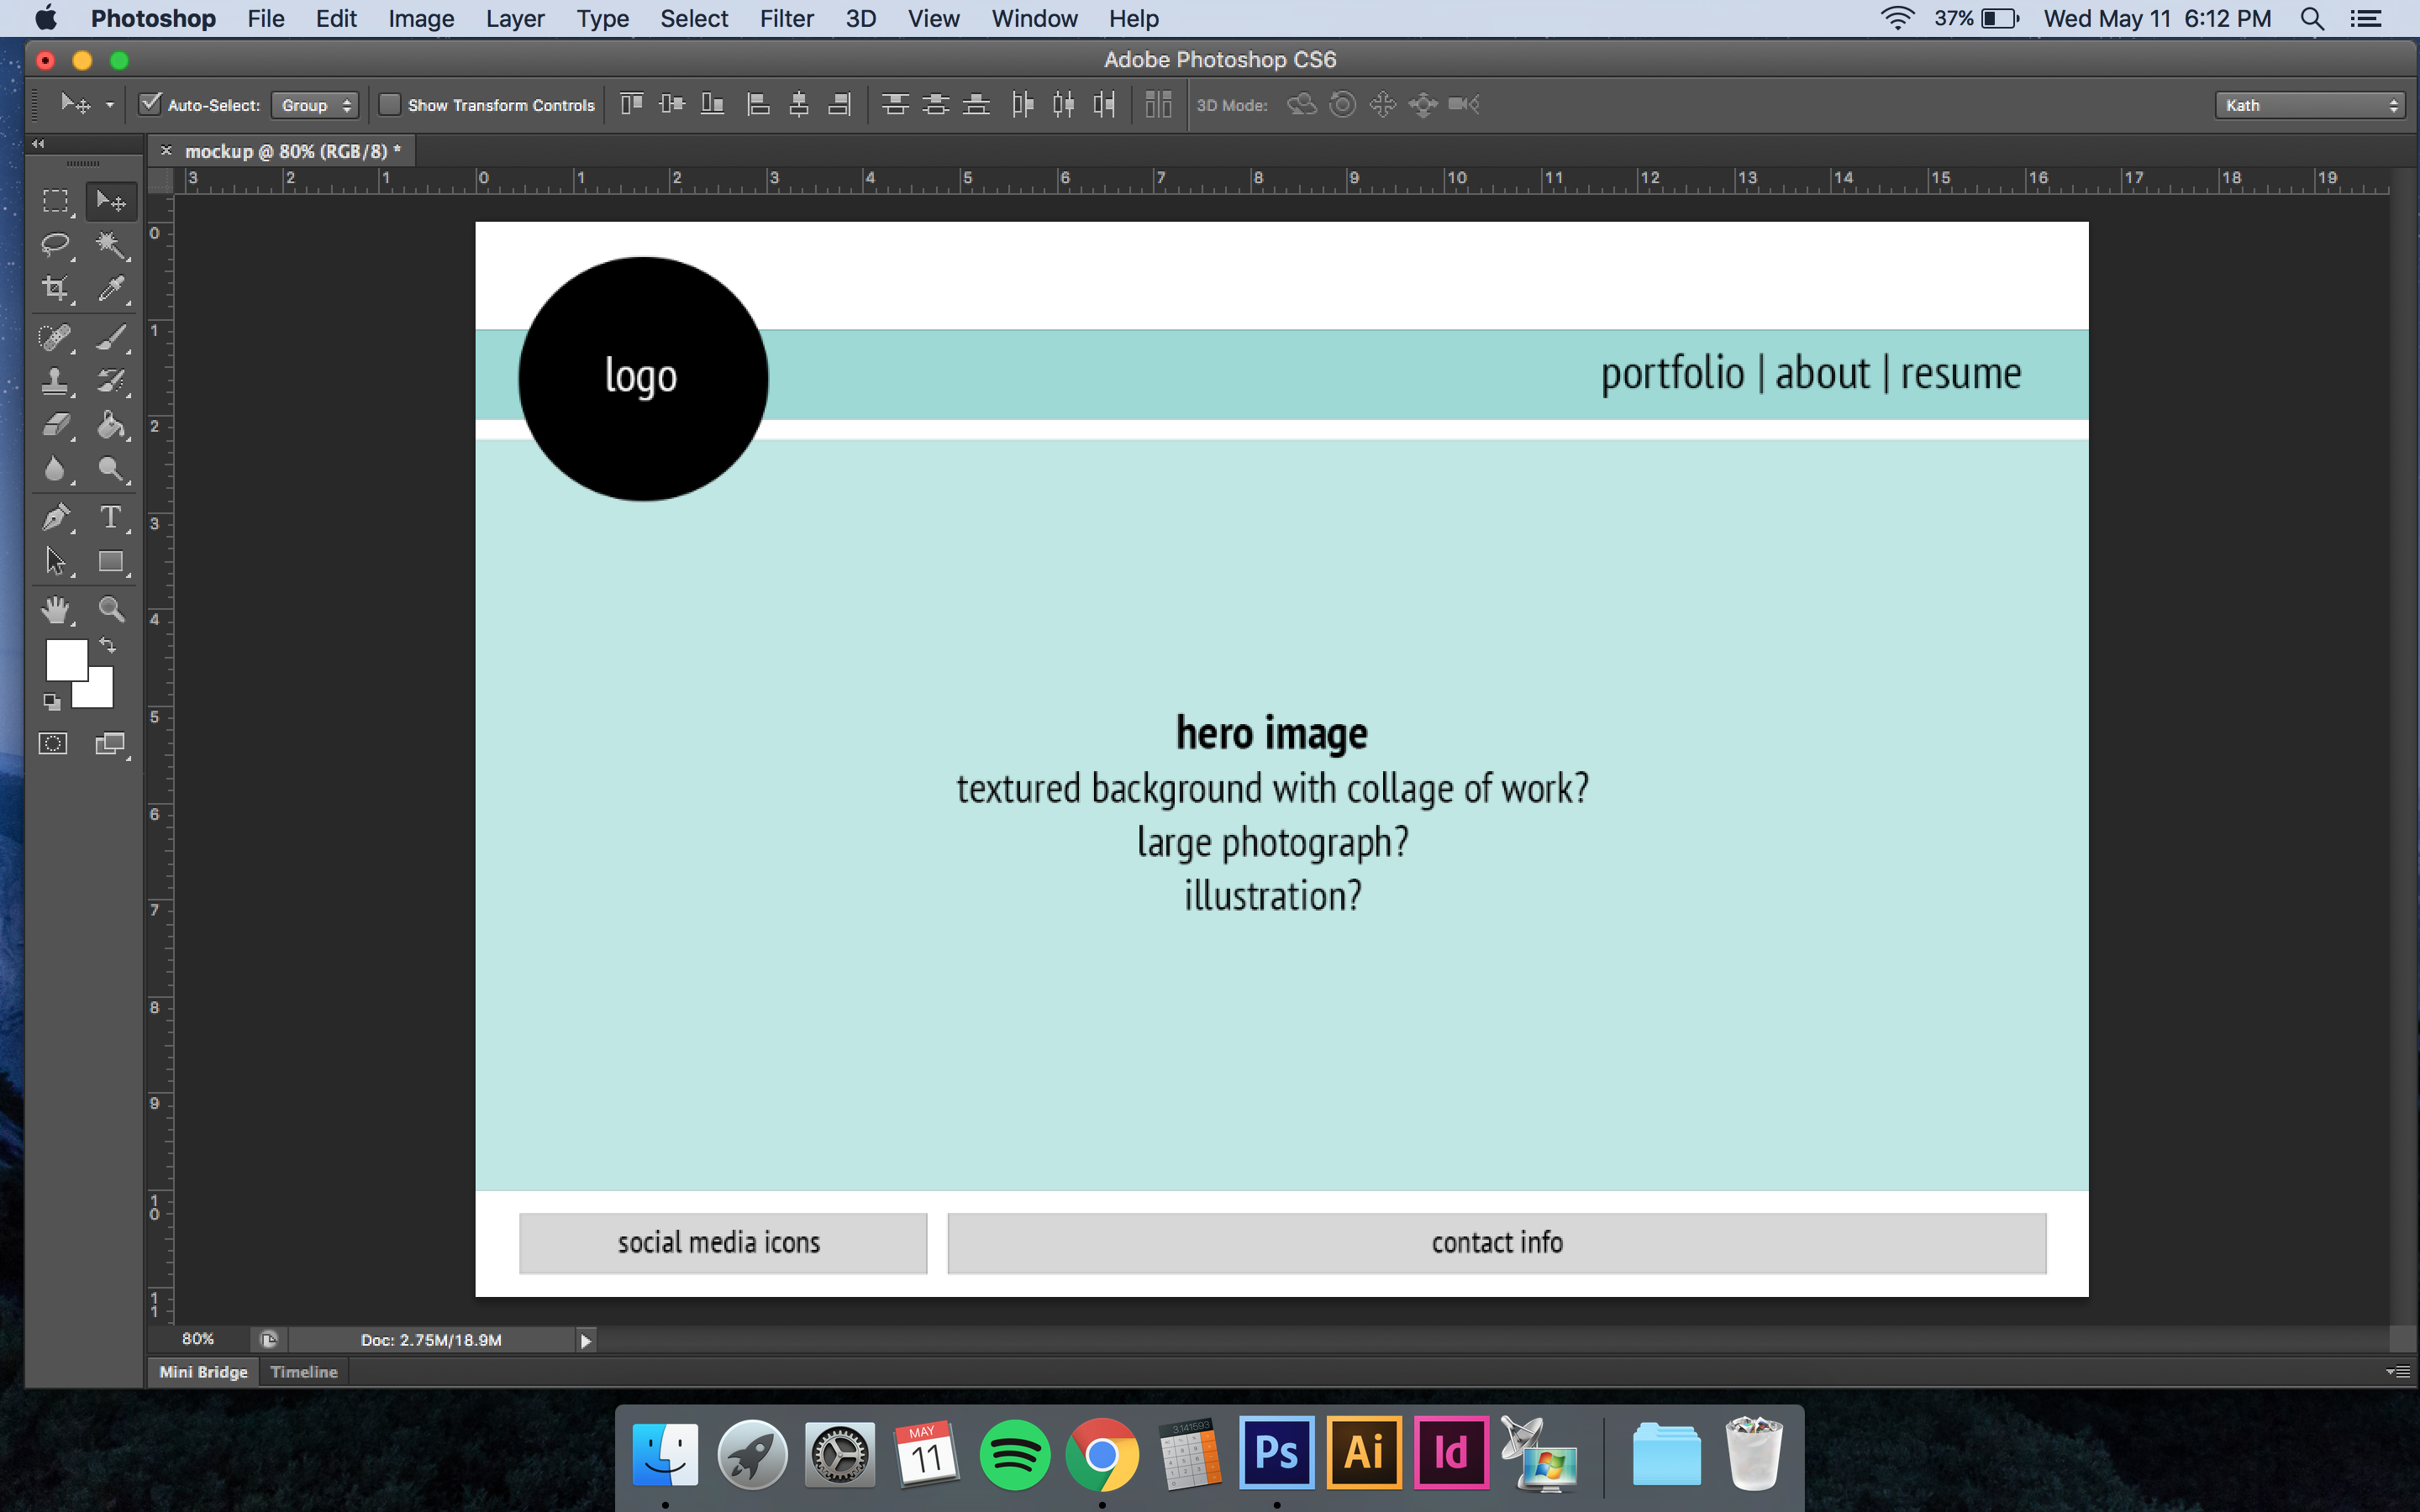 Photoshop File Edit Image Layer Type Select Filter 3D View Window Help 37% Wed May 11 6:12 PM
Adobe Photoshop CS6
Auto-Select: Group Show Transform Controls 3D Mode: Kath
× mockup @ 80% (RGB/8) *
3 2 1 0 1 2 3 4 5 6 7 8 9 10 11 12 13 14 15 16 17 18 19
0
1
2
3
4
5
6
7
8
9
10
11
logo
portfolio | about | resume
hero image
textured background with collage of work?
large photograph?
illustration?
social media icons contact info
80% Doc: 2.75M/18.9M
Mini Bridge Timeline
MAY
11
3.141593
Ps Ai Id